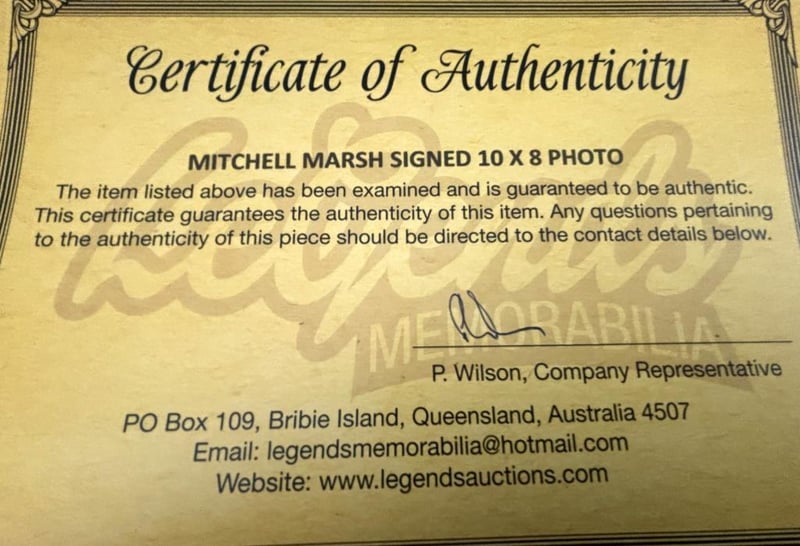 Certificate of Authenticity
MITCHELL MARSH SIGNED 10 X 8 PHOTO
The item listed above has been examined and is guaranteed to be authentic.
This certificate guarantees the authenticity of this item. Any questions pertaining
to the authenticity of this piece should be directed to the contact details below.
Legends
MEMORABILIA
P. Wilson, Company Representative
PO Box 109, Bribie Island, Queensland, Australia 4507
Email: legendsmemorabilia@hotmail.com
Website: www.legendsauctions.com